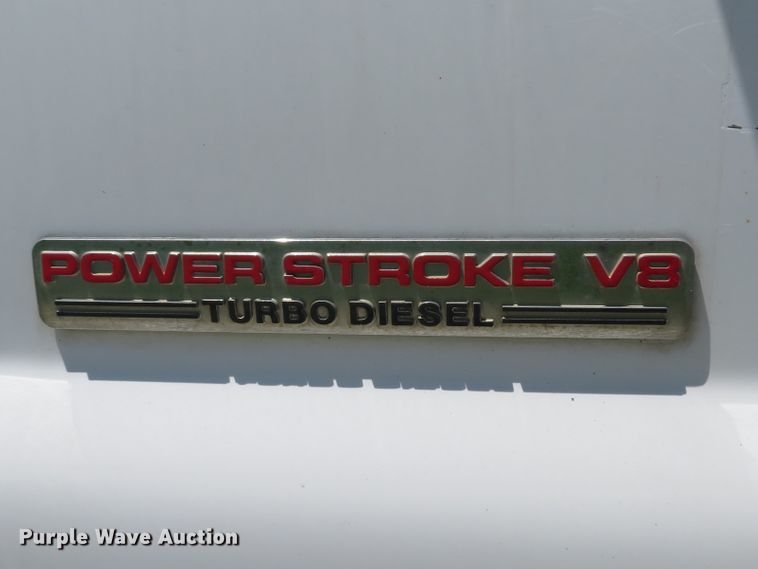 POWER STROKE V8
TURBO DIESEL
Purple Wave Auction